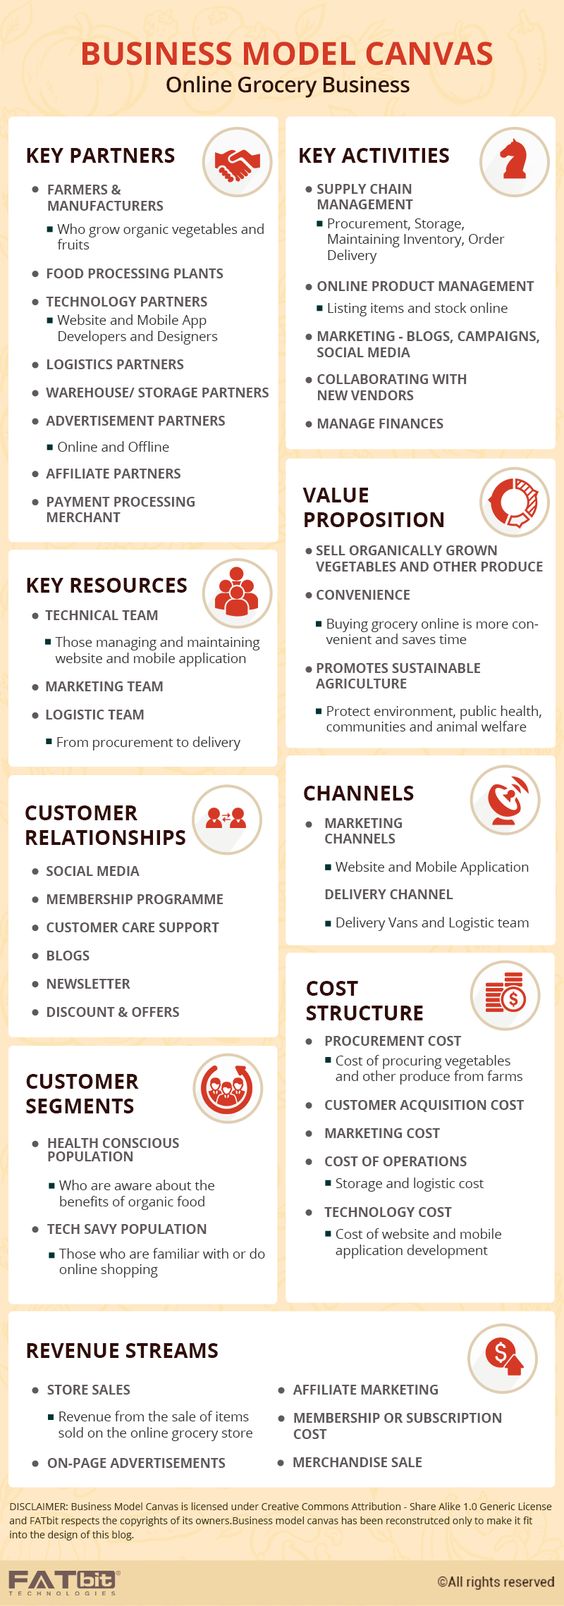 BUSINESS MODEL CANVAS
Online Grocery Business
KEY PARTNERS
FARMERS &
MANUFACTURERS
Who grow organic vegetables and
fruits
FOOD PROCESSING PLANTS
TECHNOLOGY PARTNERS
Website and Mobile App
Developers and Designers
LOGISTICS PARTNERS
WAREHOUSE/ STORAGE PARTNERS
ADVERTISEMENT PARTNERS
Online and Offline
AFFILIATE PARTNERS
PAYMENT PROCESSING
MERCHANT
KEY ACTIVITIES
SUPPLY CHAIN
MANAGEMENT
Procurement, Storage,
Maintaining Inventory, Order
Delivery
ONLINE PRODUCT MANAGEMENT
Listing items and stock online
MARKETING - BLOGS, CAMPAIGNS,
SOCIAL MEDIA
COLLABORATING WITH
NEW VENDORS
MANAGE FINANCES
KEY RESOURCES
TECHNICAL TEAM
Those managing and maintaining
website and mobile application
MARKETING TEAM
LOGISTIC TEAM
From procurement to delivery
VALUE
PROPOSITION
SELL ORGANICALLY GROWN
VEGETABLES AND OTHER PRODUCE
CONVENIENCE
Buying grocery online is more con-
venient and saves time
PROMOTES SUSTAINABLE
AGRICULTURE
Protect environment, public health,
communities and animal welfare
CUSTOMER
RELATIONSHIPS
SOCIAL MEDIA
MEMBERSHIP PROGRAMME
CUSTOMER CARE SUPPORT
BLOGS
NEWSLETTER
DISCOUNT & OFFERS
CHANNELS
MARKETING
CHANNELS
Website and Mobile Application
DELIVERY CHANNEL
Delivery Vans and Logistic team
CUSTOMER
SEGMENTS
HEALTH CONSCIOUS
POPULATION
Who are aware about the
benefits of organic food
TECH SAVY POPULATION
Those who are familiar with or do
online shopping
COST
STRUCTURE
$
PROCUREMENT COST
Cost of procuring vegetables
and other produce from farms
CUSTOMER ACQUISITION COST
MARKETING COST
COST OF OPERATIONS
Storage and logistic cost
TECHNOLOGY COST
Cost of website and mobile
application development
REVENUE STREAMS
$
STORE SALES
Revenue from the sale of items
sold on the online grocery store
ON-PAGE ADVERTISEMENTS
AFFILIATE MARKETING
MEMBERSHIP OR SUBSCRIPTION
COST
MERCHANDISE SALE
DISCLAIMER: Business Model Canvas is licensed under Creative Commons Attribution - Share Alike 1.0 Generic License
and FATbit respects the copyrights of its owners.Business model canvas has been reconstrutced only to make it fit
into the design of this blog.
FATbit®
TECHNOLOGIES
©All rights reserved